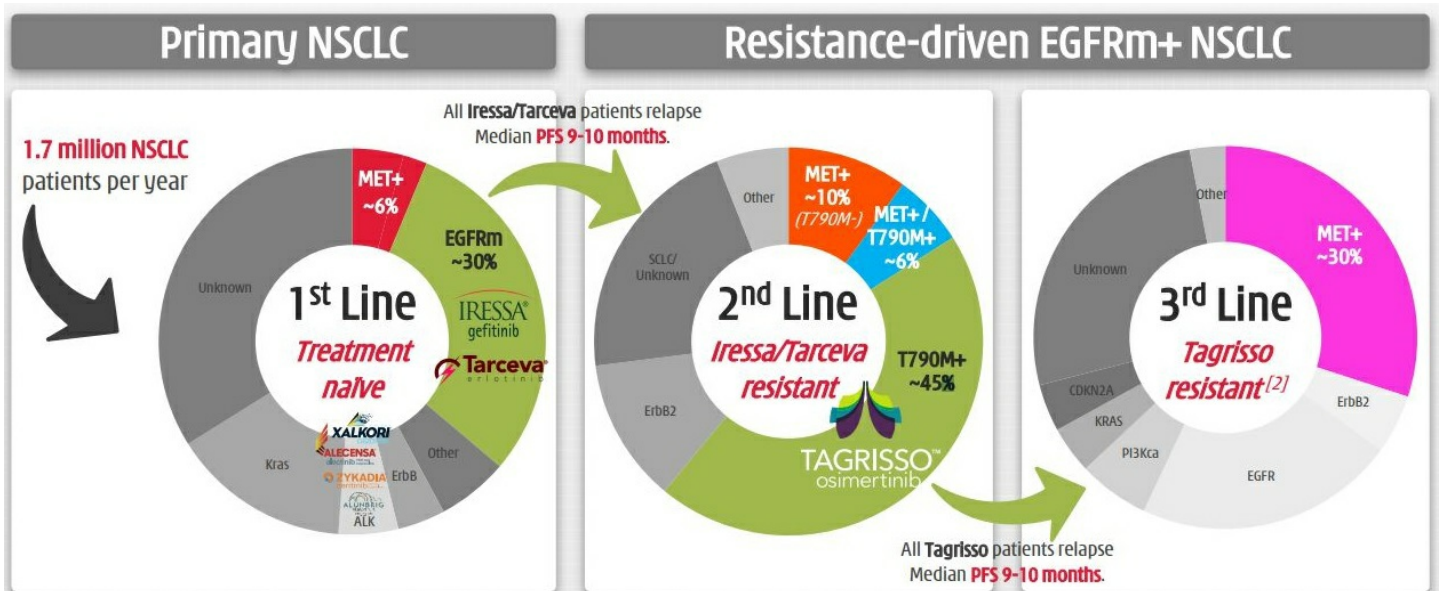 Primary NSCLC
Resistance-driven EGFRm+ NSCLC
1.7 million NSCLC
patients per year
All Iressa/Tarceva patients relapse
Median PFS 9-10 months.
MET+
~6%
EGFRm
~30%
IRESSA®
gefitinib
Tarceva®
erlotinib
Unknown
1st Line
Treatment
naïve
XALKORI
ALECENSA
ZYKADIA
ALUNBRIG
ALK
Kras
ErbB
Other
Other
MET+
~10%
(T790M-)
MET+/
T790M+
~6%
SCLC/
Unknown
2nd Line
Iressa/Tarceva
resistant
T790M+
~45%
ErbB2
TAGRISSO™
osimertinib
All Tagrisso patients relapse
Median PFS 9-10 months.
Other
MET+
~30%
Unknown
3rd Line
Tagrisso
resistant[2]
CDKN2A
KRAS
PI3Kca
ErbB2
EGFR